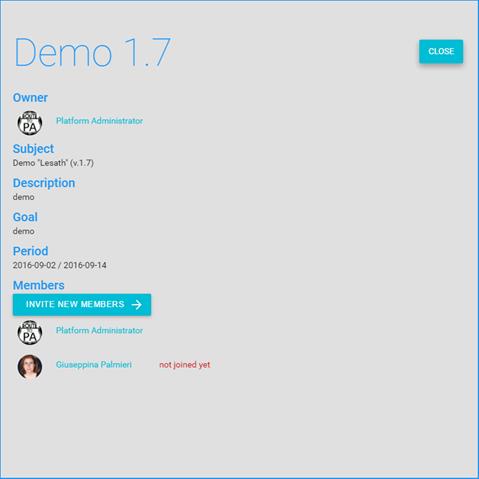 Demo 1.7
CLOSE
Owner
PA
Platform Administrator
Subject
Demo "Lesath" (v.1.7)
Description
demo
Goal
demo
Period
2016-09-02 / 2016-09-14
Members
INVITE NEW MEMBERS →
PA
Platform Administrator
Giuseppina Palmieri not joined yet